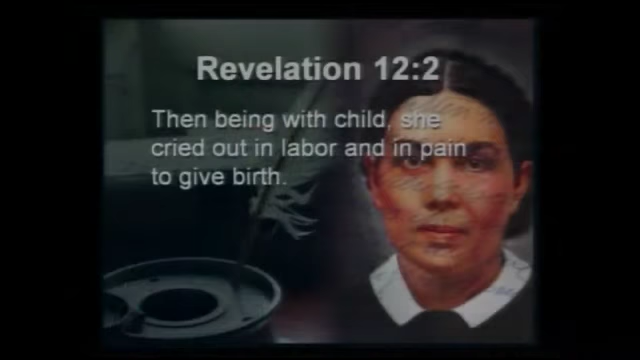 Revelation 12:2
Then being with child, she
cried out in labor and in pain
to give birth.